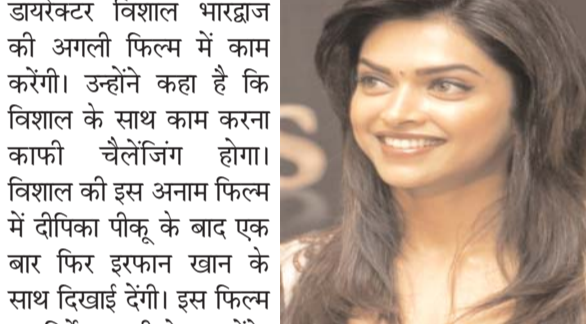 डायरेक्टर विशाल भारद्वाज
की अगली फिल्म में काम
करेंगी। उन्होंने कहा है कि
विशाल के साथ काम करना
काफी चैलेंजिंग होगा।
विशाल की इस अनाम फिल्म
में दीपिका पीकू के बाद एक
बार फिर इरफान खान के
साथ दिखाई देंगी। इस फिल्म